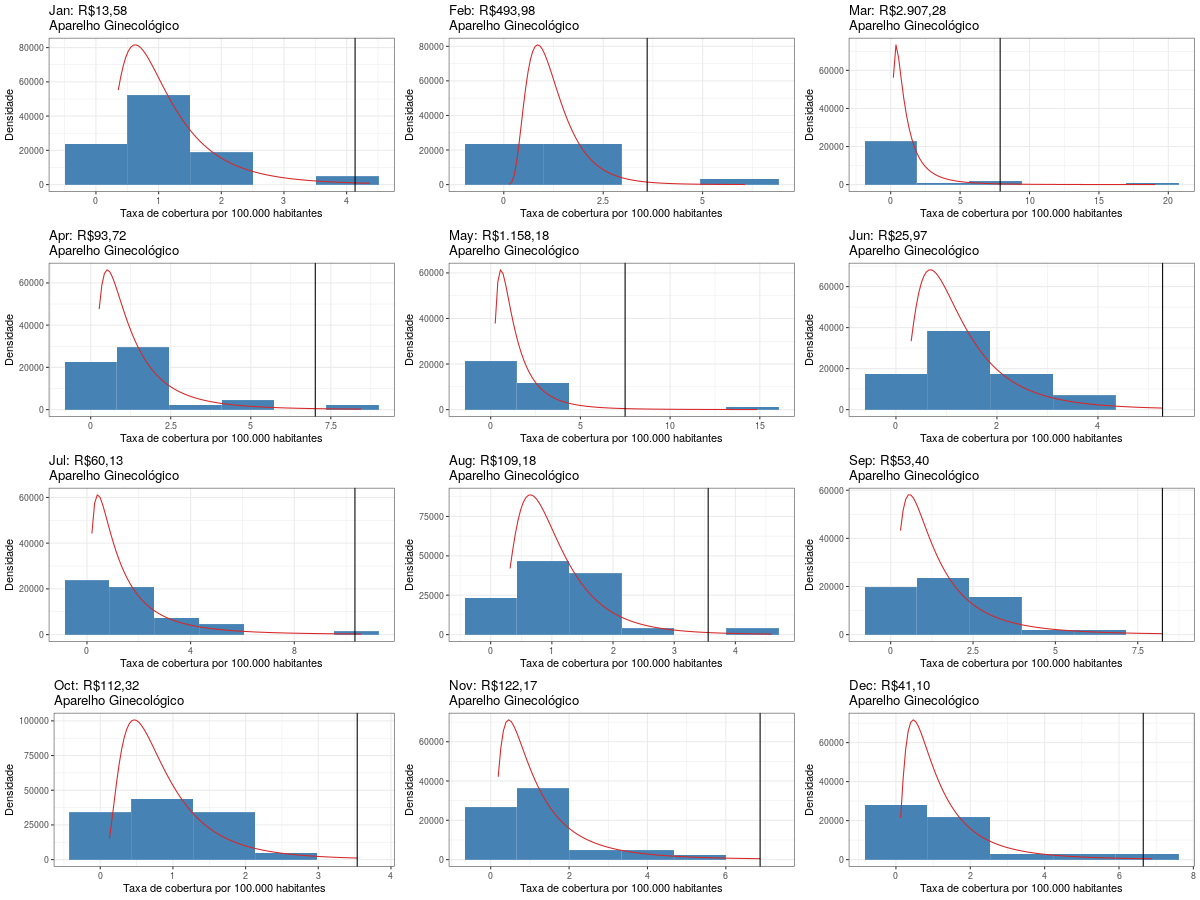 Jan: R$13,58
Aparelho Ginecológico
Densidade
80000
60000
40000
20000
0
0 1 2 3 4
Taxa de cobertura por 100.000 habitantes
Feb: R$493,98
Aparelho Ginecológico
Densidade
80000
60000
40000
20000
0
0 2.5 5
Taxa de cobertura por 100.000 habitantes
Mar: R$2.907,28
Aparelho Ginecológico
Densidade
60000
40000
20000
0
0 5 10 15 20
Taxa de cobertura por 100.000 habitantes
Apr: R$93,72
Aparelho Ginecológico
Densidade
60000
40000
20000
0
0 2.5 5 7.5
Taxa de cobertura por 100.000 habitantes
May: R$1.158,18
Aparelho Ginecológico
Densidade
60000
40000
20000
0
0 5 10 15
Taxa de cobertura por 100.000 habitantes
Jun: R$25,97
Aparelho Ginecológico
Densidade
60000
40000
20000
0
0 2 4
Taxa de cobertura por 100.000 habitantes
Jul: R$60,13
Aparelho Ginecológico
Densidade
60000
40000
20000
0
0 4 8
Taxa de cobertura por 100.000 habitantes
Aug: R$109,18
Aparelho Ginecológico
Densidade
75000
50000
25000
0
0 1 2 3 4
Taxa de cobertura por 100.000 habitantes
Sep: R$53,40
Aparelho Ginecológico
Densidade
60000
40000
20000
0
0 2.5 5 7.5
Taxa de cobertura por 100.000 habitantes
Oct: R$112,32
Aparelho Ginecológico
Densidade
100000
75000
50000
25000
0
0 1 2 3 4
Taxa de cobertura por 100.000 habitantes
Nov: R$122,17
Aparelho Ginecológico
Densidade
60000
40000
20000
0
0 2 4 6
Taxa de cobertura por 100.000 habitantes
Dec: R$41,10
Aparelho Ginecológico
Densidade
60000
40000
20000
0
0 2 4 6 8
Taxa de cobertura por 100.000 habitantes